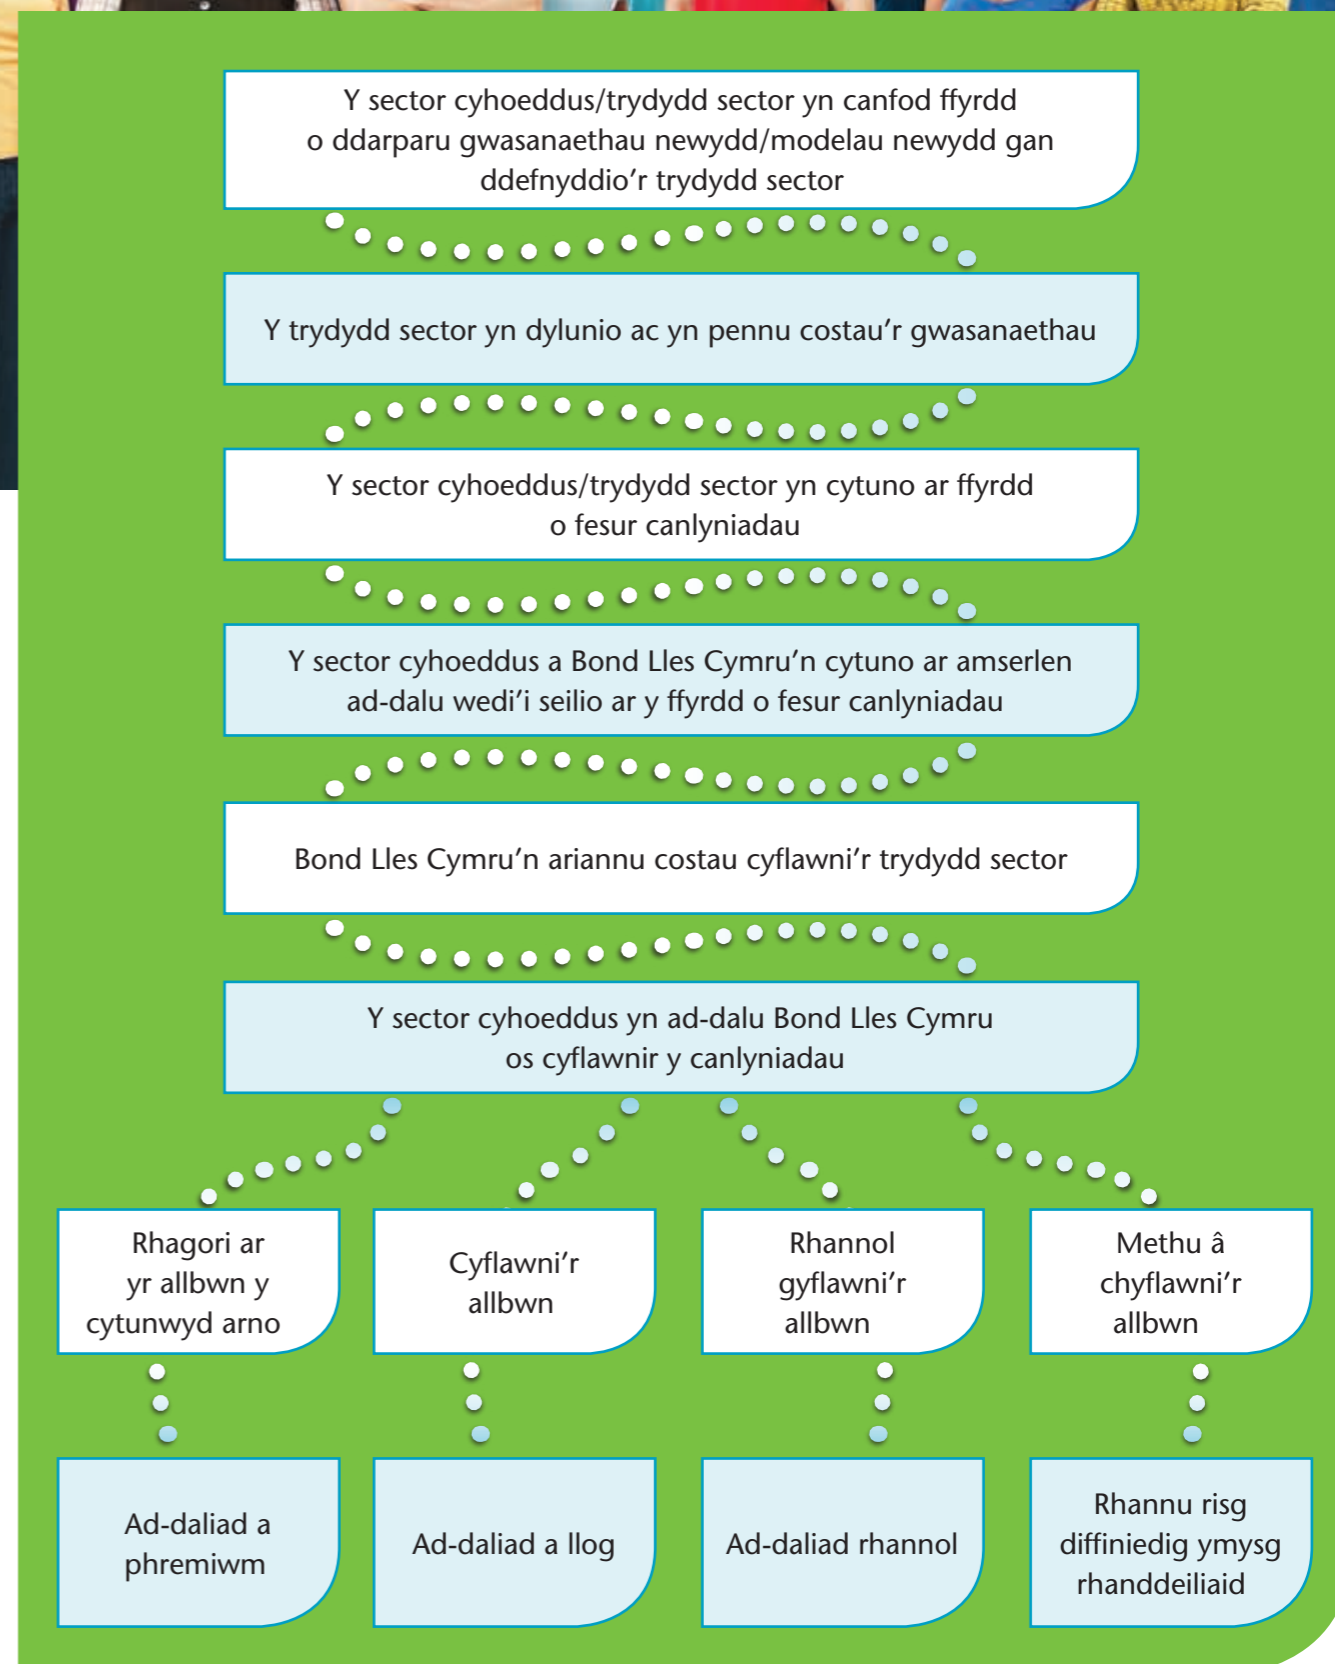 Y sector cyhoeddus/trydydd sector yn canfod ffyrdd
o ddarparu gwasanaethau newydd/modelau newydd gan
ddefnyddio’r trydydd sector
Y trydydd sector yn dylunio ac yn pennu costau’r gwasanaethau
Y sector cyhoeddus/trydydd sector yn cytuno ar ffyrdd
o fesur canlyniadau
Y sector cyhoeddus a Bond Lles Cymru’n cytuno ar amserlen
ad-dalu wedi’i seilio ar y ffyrdd o fesur canlyniadau
Bond Lles Cymru’n ariannu costau cyflawni’r trydydd sector
Y sector cyhoeddus yn ad-dalu Bond Lles Cymru
os cyflawnir y canlyniadau
Rhagori ar
yr allbwn y
cytunwyd arno
Cyflawni’r
allbwn
Rhannol
gyflawni’r
allbwn
Methu â
chyflawni’r
allbwn
Ad-daliad a
phremiwm
Ad-daliad a llog
Ad-daliad rhannol
Rhannu risg
diffiniedig ymysg
rhanddeiliaid